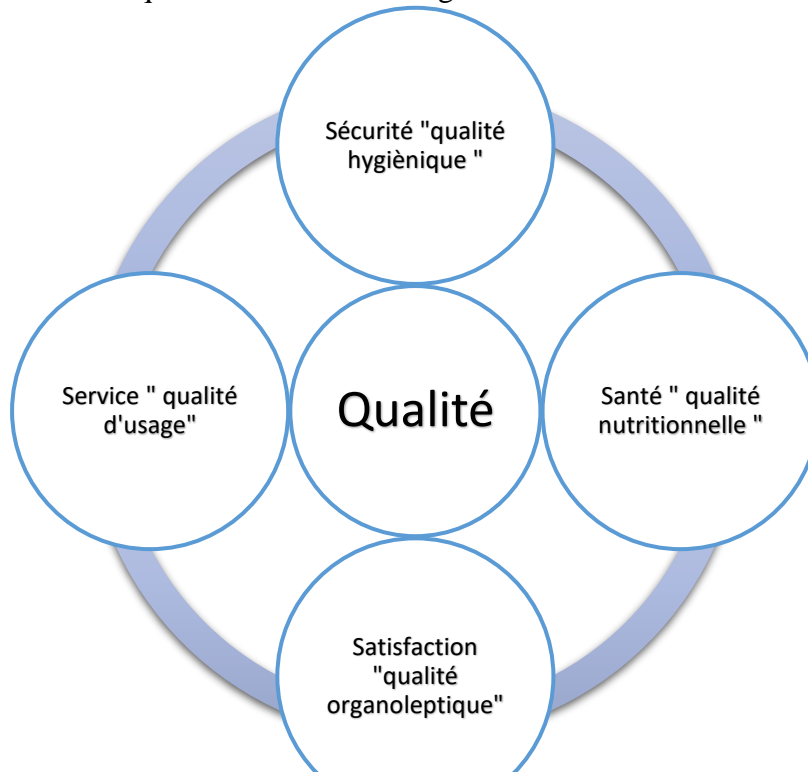 Sécurité "qualité
hygiènique "
Service " qualité
d'usage"
Qualité
Santé " qualité
nutritionnelle "
Satisfaction
"qualité
organoleptique"